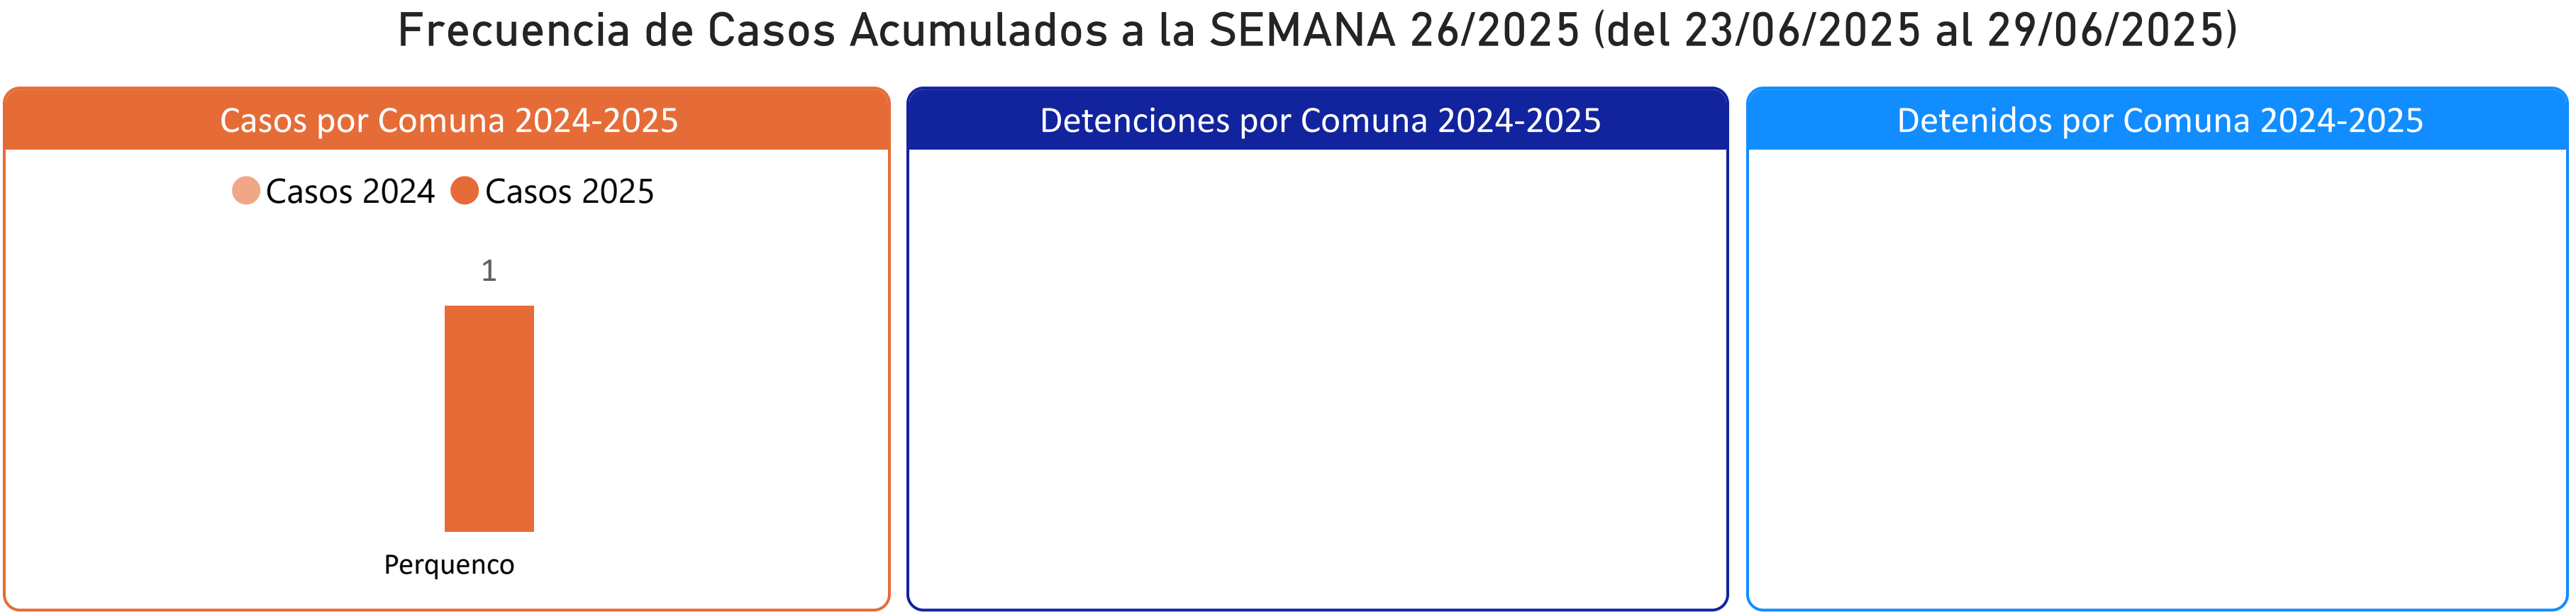 Frecuencia de Casos Acumulados a la SEMANA 26/2025 (del 23/06/2025 al 29/06/2025)
Casos por Comuna 2024-2025
Casos 2024 Casos 2025
1
Perquenco
Detenciones por Comuna 2024-2025
Detenidos por Comuna 2024-2025